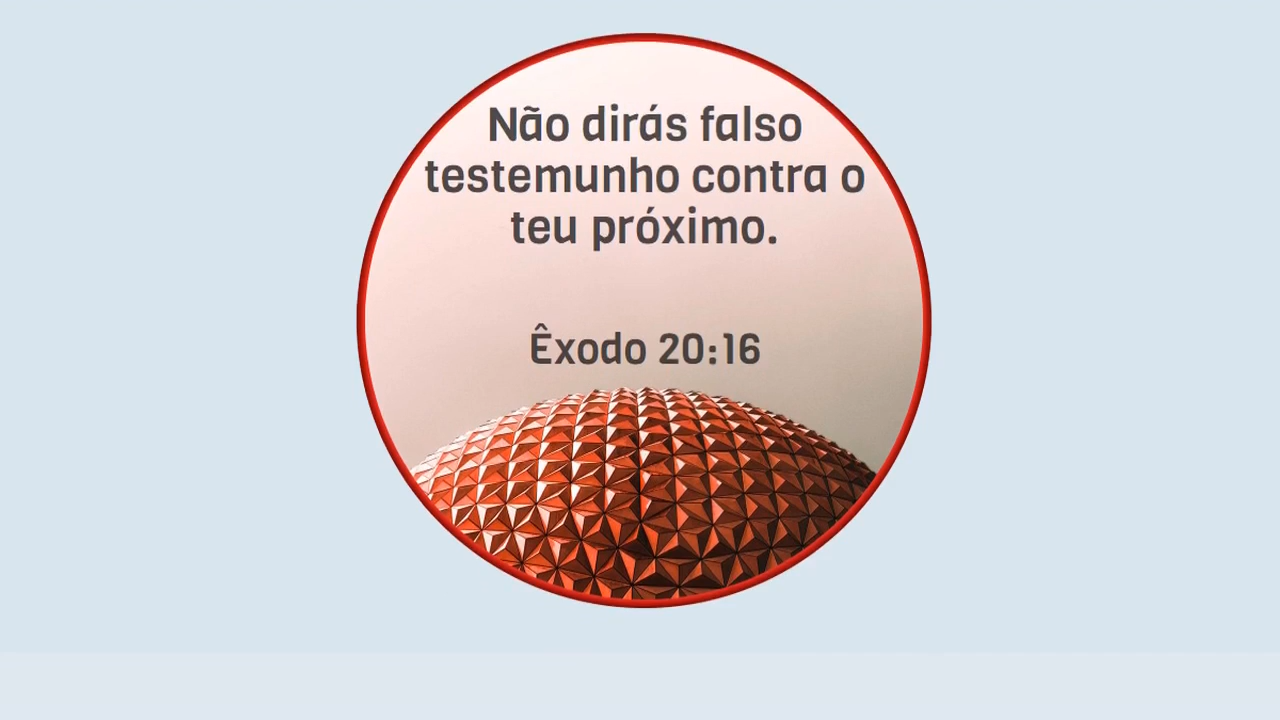 Não dirás falso
testemunho contra o
teu próximo.
Êxodo 20:16